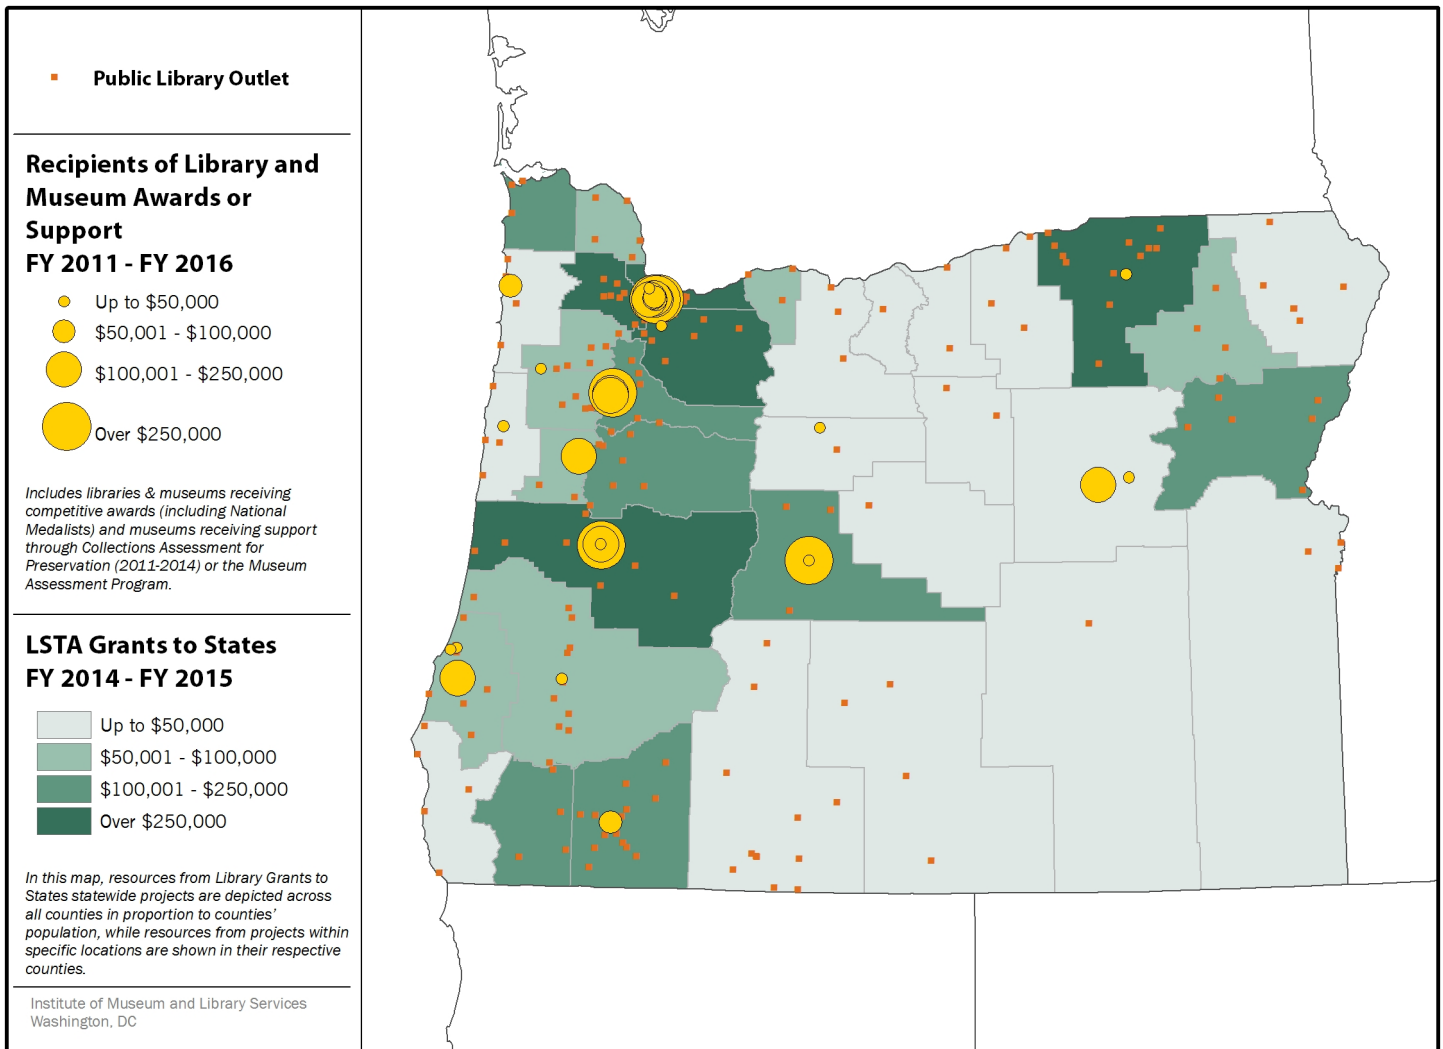 Public Library Outlet
Recipients of Library and
Museum Awards or
Support
FY 2011 - FY 2016
Up to $50,000
$50,001 - $100,000
$100,001 - $250,000
Over $250,000
Includes libraries & museums receiving
competitive awards (including National
Medalists) and museums receiving support
through Collections Assessment for
Preservation (2011-2014) or the Museum
Assessment Program.
LSTA Grants to States
FY 2014 - FY 2015
Up to $50,000
$50,001 - $100,000
$100,001 - $250,000
Over $250,000
In this map, resources from Library Grants to
States statewide projects are depicted across
all counties in proportion to counties'
population, while resources from projects within
specific locations are shown in their respective
counties.
Institute of Museum and Library Services
Washington, DC